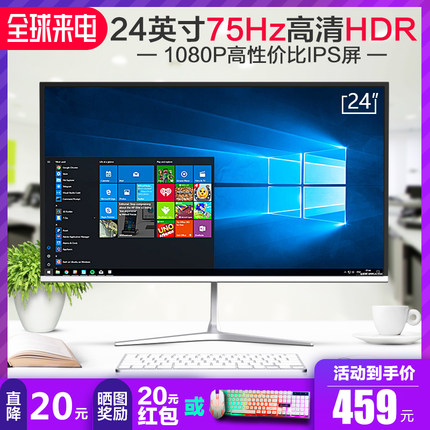 全球来电
24英寸75Hz高清HDR
1080P高性价比IPS屏
24"
UNO
直降20元
晒图奖励
20元红包
或
活动到手价
459元